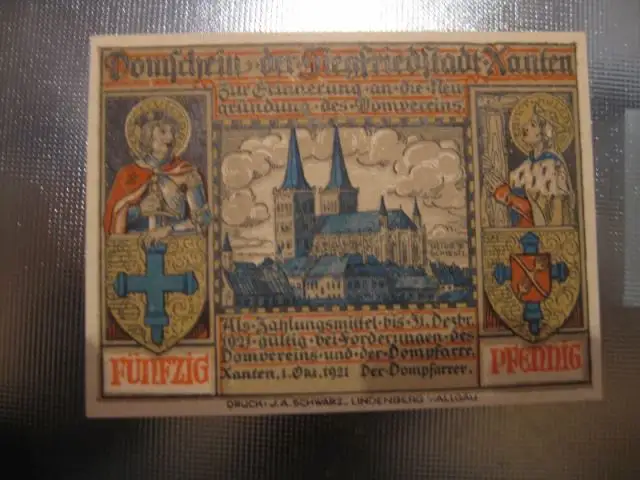 Domschein der Siegfriedstadt Xanten
Zur Erinnerung an die Neu
gründung des Domvereins
Als Zahlungsmittel bis 31. Dezbr.
1921 gültig bei Forderungen des
Domvereins und der Dompfarre.
Xanten, 1. Okt. 1921 Der Dompfarrer.
FÜNFZIG
PFENNIG
DRUCK: J. A. SCHWARZ, LINDENBERG ALLGÄU